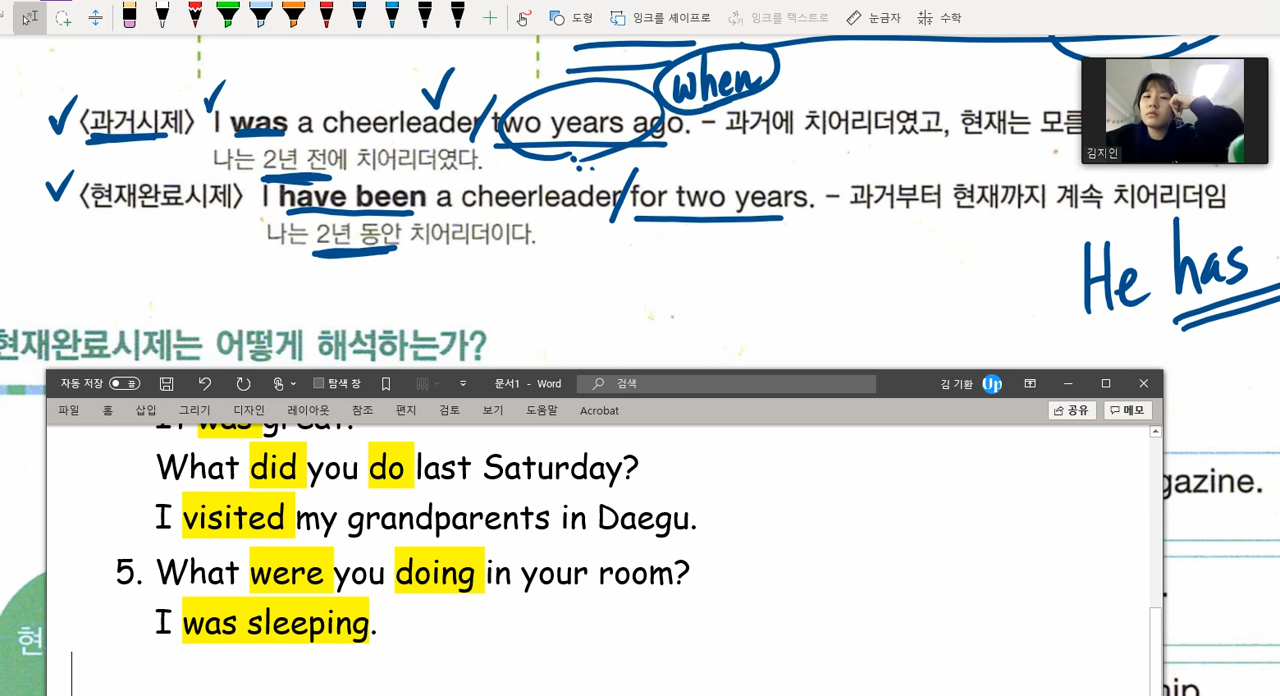 도형 잉크를 셰이프로 잉크를 텍스트로 눈금자 수학
when
〈과거시제〉 I was a cheerleader / two years ago. – 과거에 치어리더였고, 현재는 모름
나는 2년 전에 치어리더였다.
김지인
〈현재완료시제〉 I have been a cheerleader / for two years. – 과거부터 현재까지 계속 치어리더임
나는 2년 동안 치어리더이다.
He has
현재완료시제는 어떻게 해석하는가?
자동 저장 끔 탐색 창 문서1 - Word 검색 김 기환 Up
파일 홈 삽입 그리기 디자인 레이아웃 참조 편지 검토 보기 도움말 Acrobat 공유 메모
was great.
What did you do last Saturday?
gazine.
I visited my grandparents in Daegu.
5. What were you doing in your room?
I was sleeping.
현